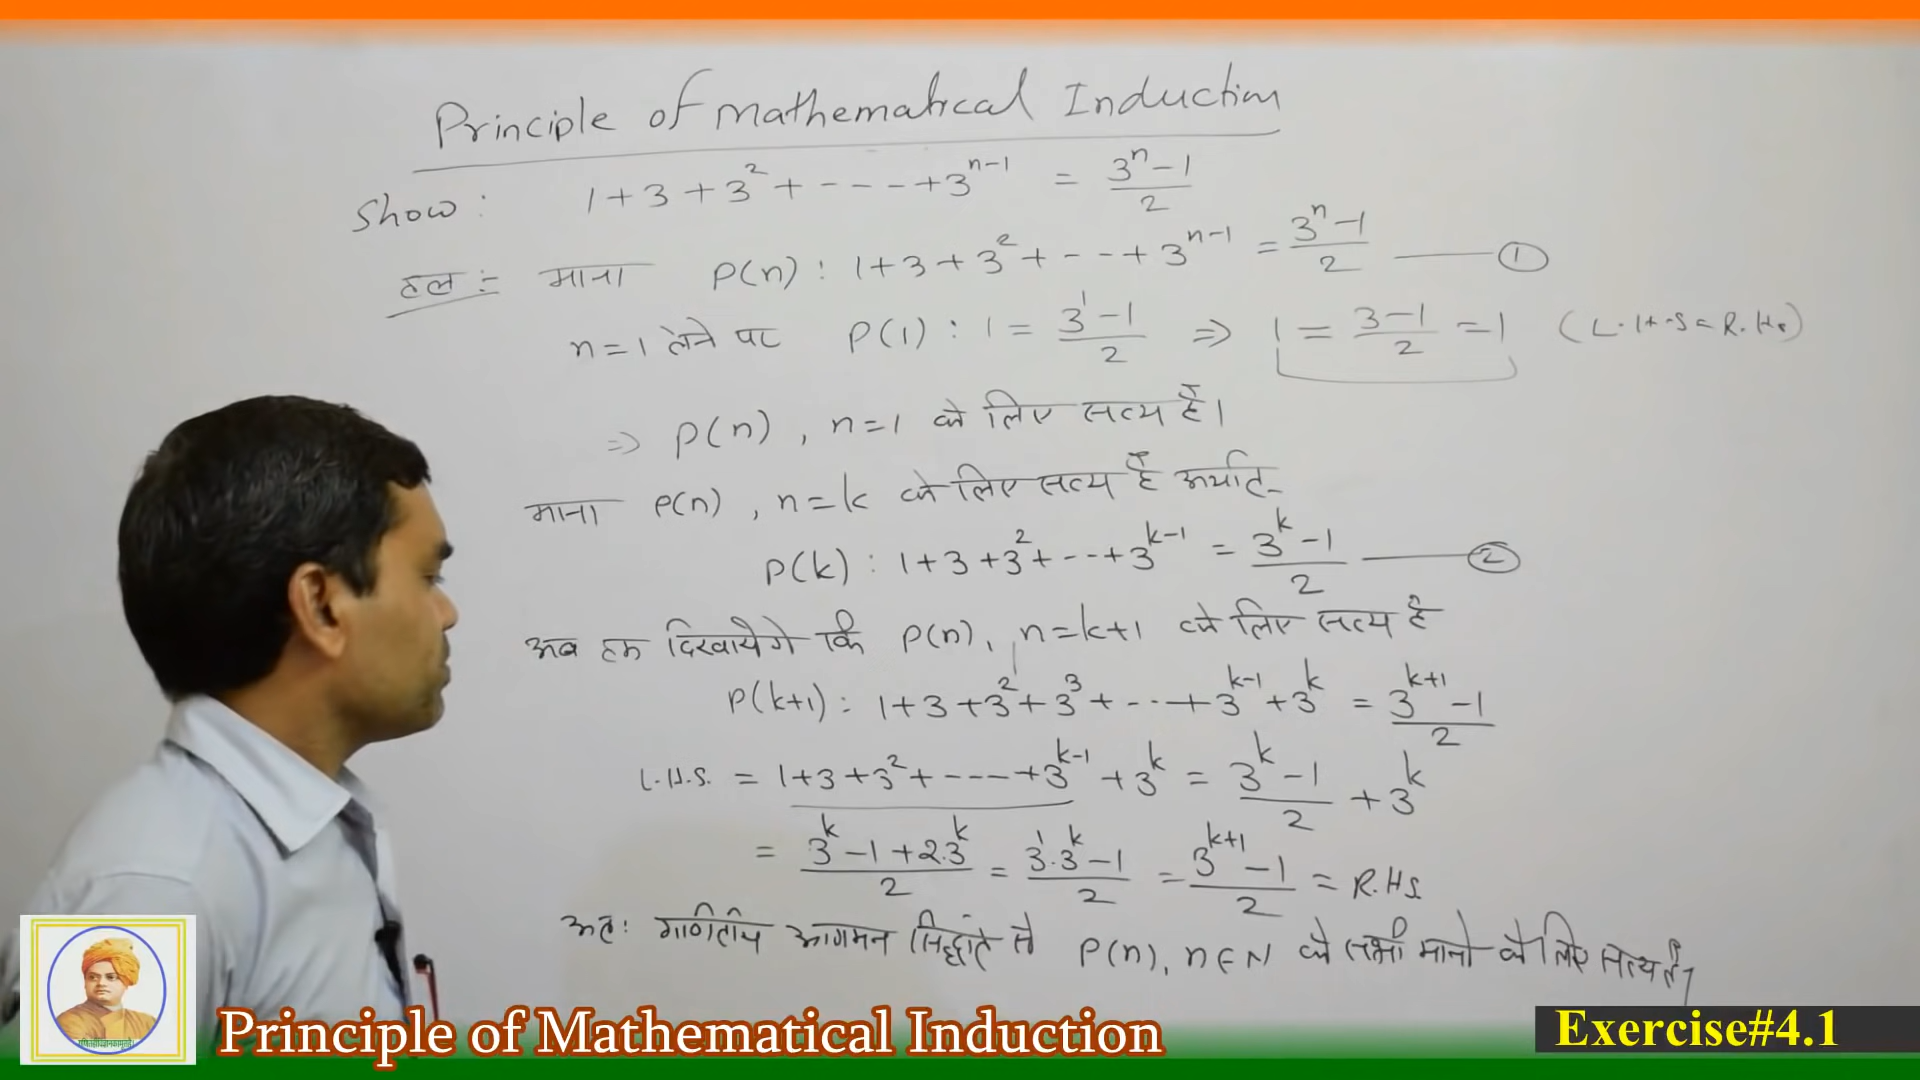 Principle of Mathematical Induction
Show : 1+3+3²+----+3ⁿ⁻¹ = (3ⁿ-1)/2
हल := माना P(n) : 1+3+3²+---+3ⁿ⁻¹ = (3ⁿ-1)/2 —— ①
n=1 लेने पर P(1) : 1 = (3¹-1)/2 ⇒ 1 = (3-1)/2 = 1 (L.H.S = R.Hs)
⇒ P(n), n=1 के लिए सत्य है।
माना P(n), n=k के लिए सत्य है अर्थात-
P(k) : 1+3+3²+---+3ᵏ⁻¹ = (3ᵏ-1)/2 —— ②
अब हम दिखायेंगे कि P(n), n=k+1 के लिए सत्य है
P(k+1) : 1+3+3²+3³+---+3ᵏ⁻¹+3ᵏ = (3ᵏ⁺¹-1)/2
L.H.S. = 1+3+3²+----+3ᵏ⁻¹+3ᵏ = (3ᵏ-1)/2 + 3ᵏ
= (3ᵏ-1+2.3ᵏ)/2 = (3¹.3ᵏ-1)/2 = (3ᵏ⁺¹-1)/2 = R.HS
अतः गणितीय आगमन सिद्धांत से P(n), n∈N के सभी मानो के लिए सत्य है।
Principle of Mathematical Induction
Exercise#4.1